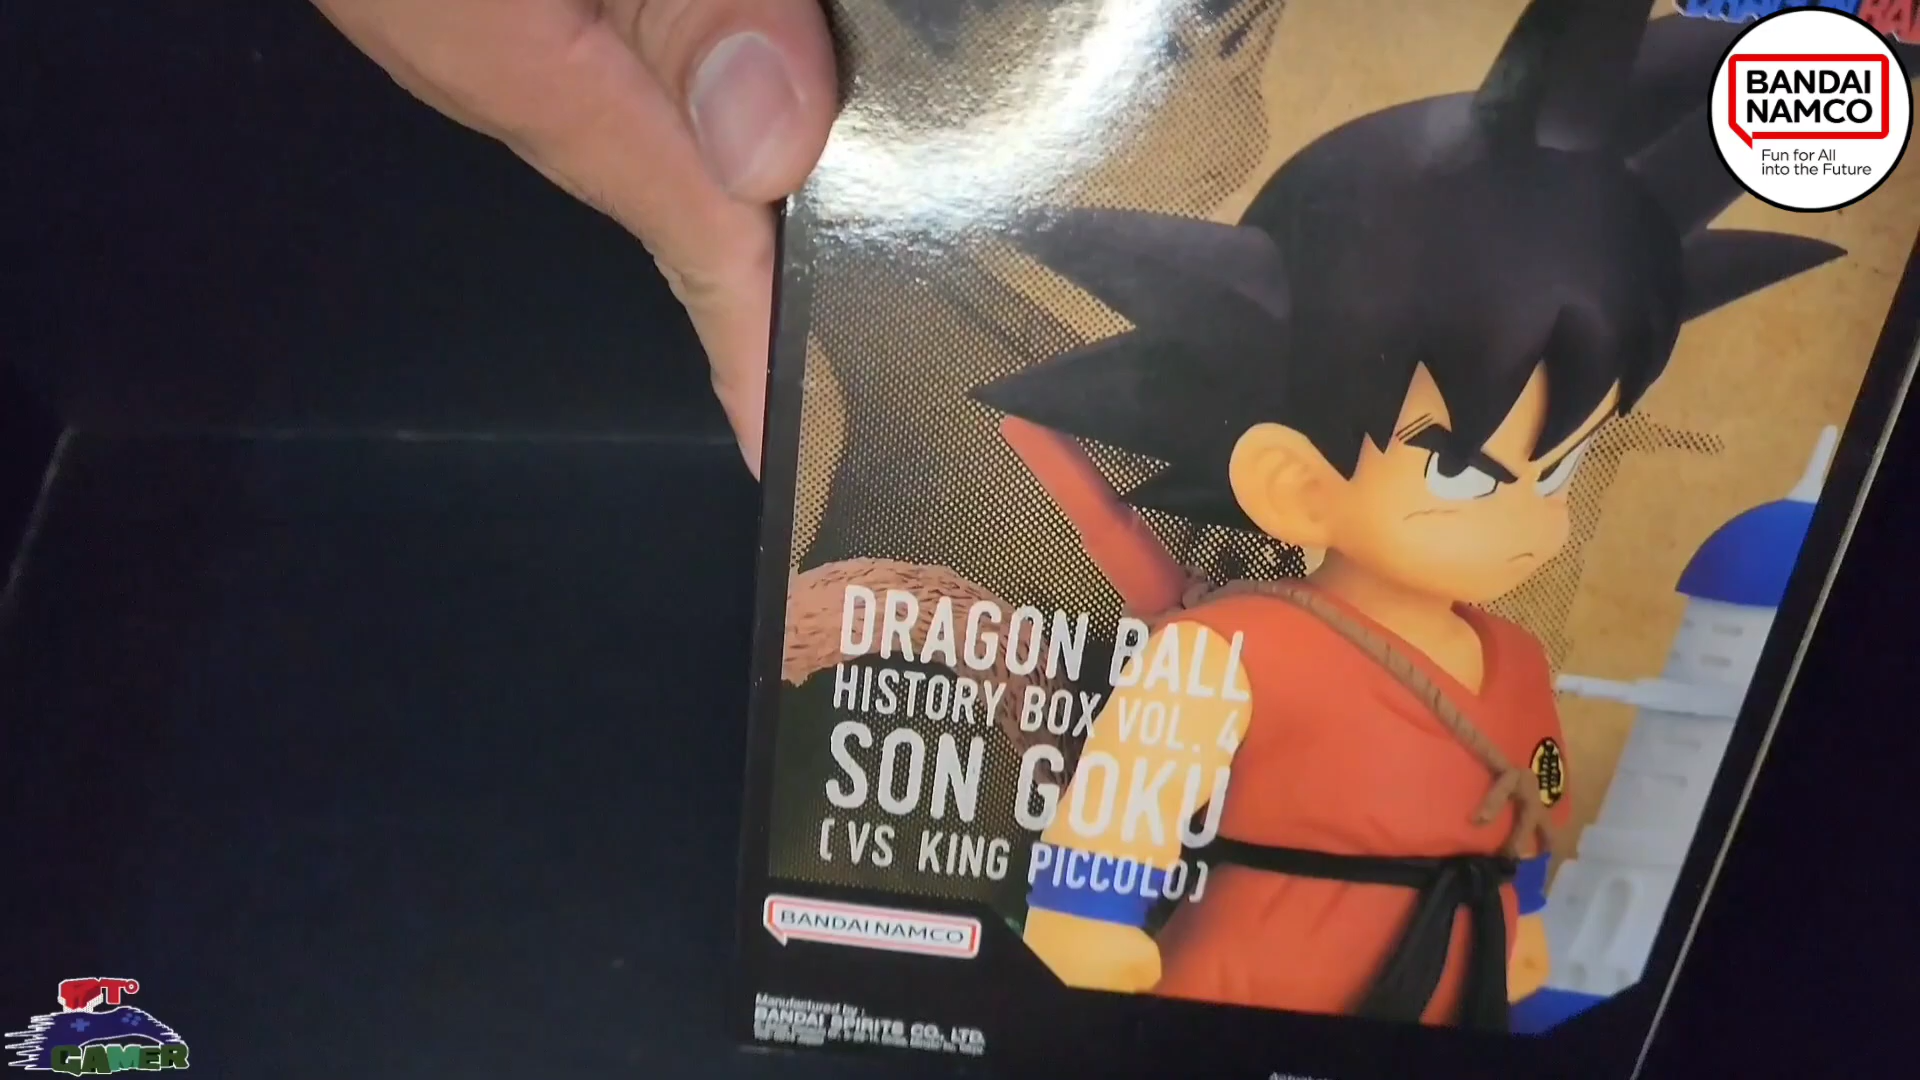 BANDAI
NAMCO
Fun for All
into the Future
DRAGON BALL
HISTORY BOX VOL. 4
SON GOKU
(VS KING PICCOLO)
BANDAI NAMCO
Manufactured by:
BANDAI SPIRITS CO., LTD.
GAMER